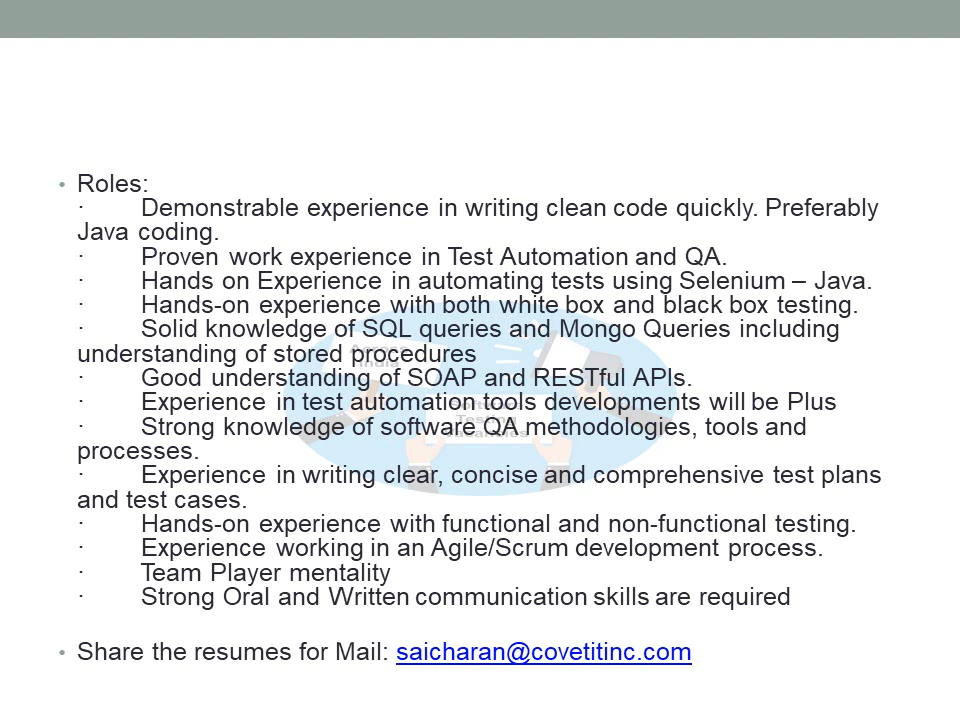 • Roles:
· Demonstrable experience in writing clean code quickly. Preferably
Java coding.
· Proven work experience in Test Automation and QA.
· Hands on Experience in automating tests using Selenium – Java.
· Hands-on experience with both white box and black box testing.
· Solid knowledge of SQL queries and Mongo Queries including
understanding of stored procedures
· Good understanding of SOAP and RESTful APIs.
· Experience in test automation tools developments will be Plus
· Strong knowledge of software QA methodologies, tools and
processes.
· Experience in writing clear, concise and comprehensive test plans
and test cases.
· Hands-on experience with functional and non-functional testing.
· Experience working in an Agile/Scrum development process.
· Team Player mentality
· Strong Oral and Written communication skills are required
• Share the resumes for Mail: saicharan@covetitinc.com
Across
India
Software
Testing
Vacancies